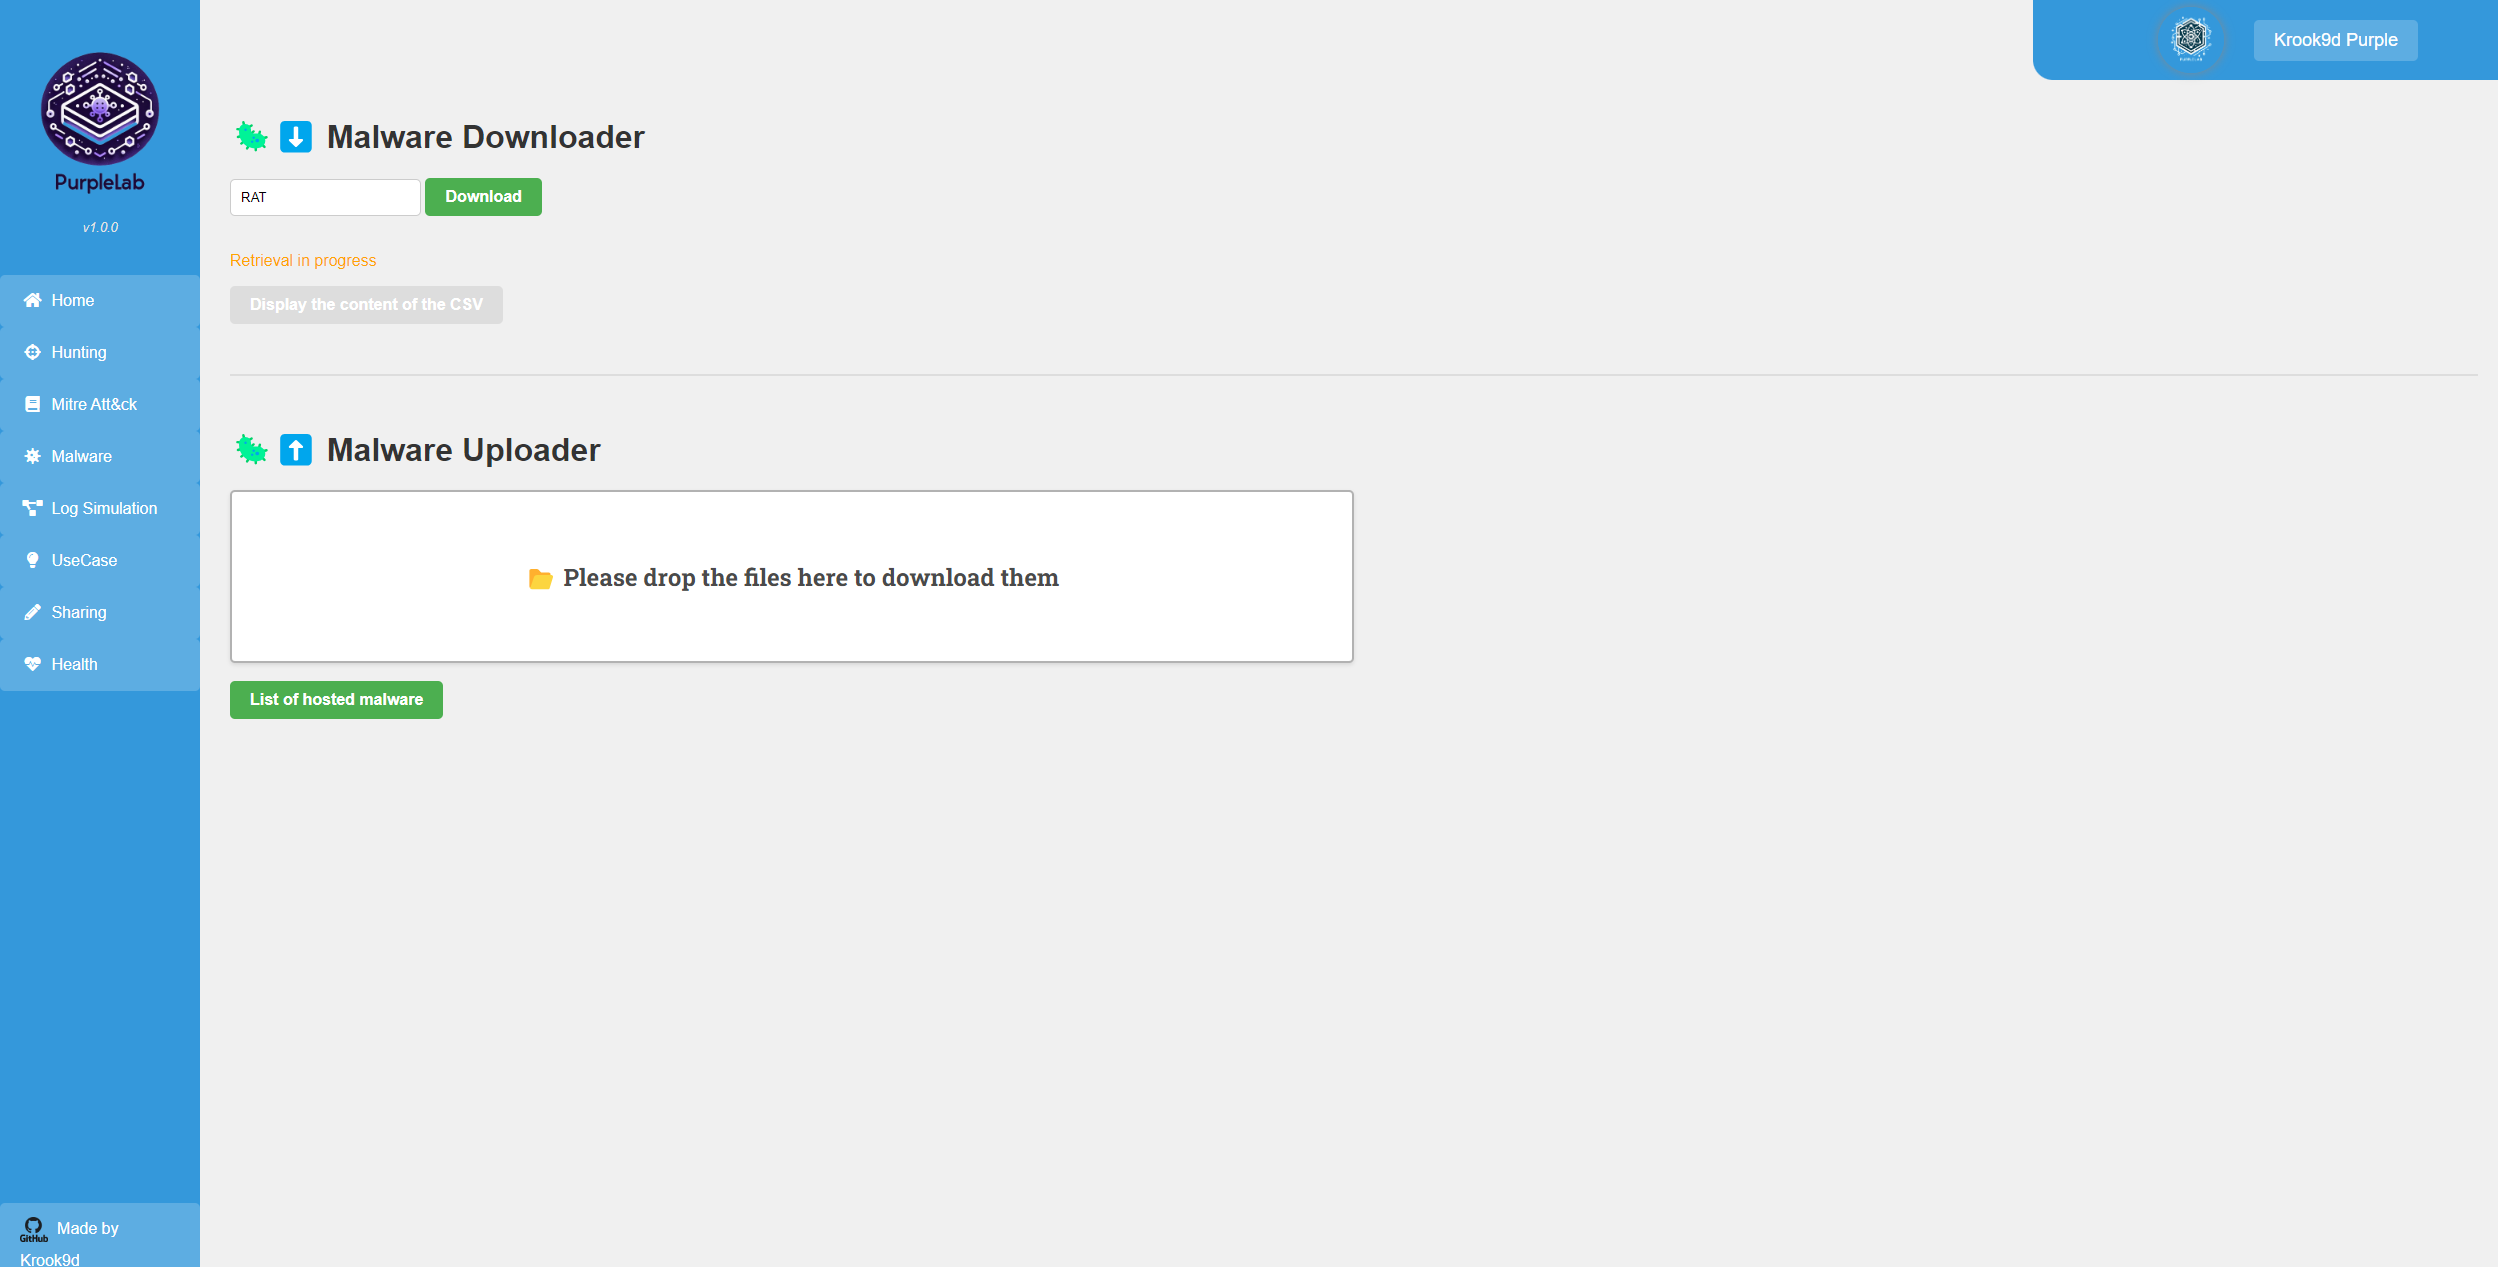 PurpleLab
v1.0.0
Home
Hunting
Mitre Att&ck
Malware
Log Simulation
UseCase
Sharing
Health
GitHub Made by
Krook9d
Krook9d Purple
Malware Downloader
RAT Download
Retrieval in progress
Display the content of the CSV
Malware Uploader
Please drop the files here to download them
List of hosted malware